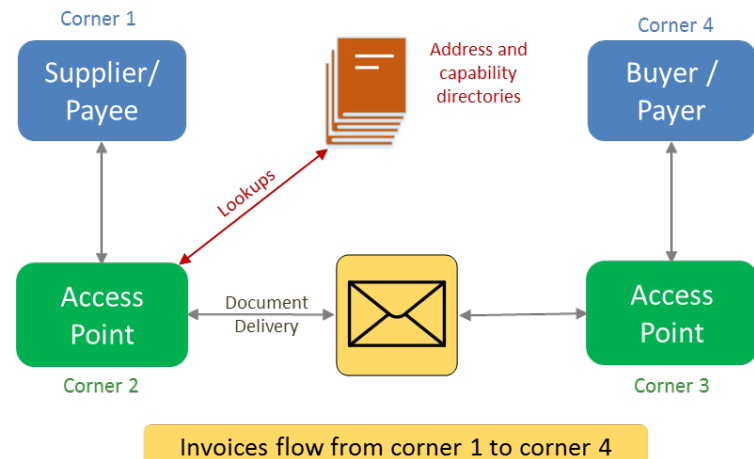 Corner 1
Supplier/
Payee
Address and
capability
directories
Corner 4
Buyer /
Payer
Lookups
Access
Point
Corner 2
Document
Delivery
Access
Point
Corner 3
Invoices flow from corner 1 to corner 4